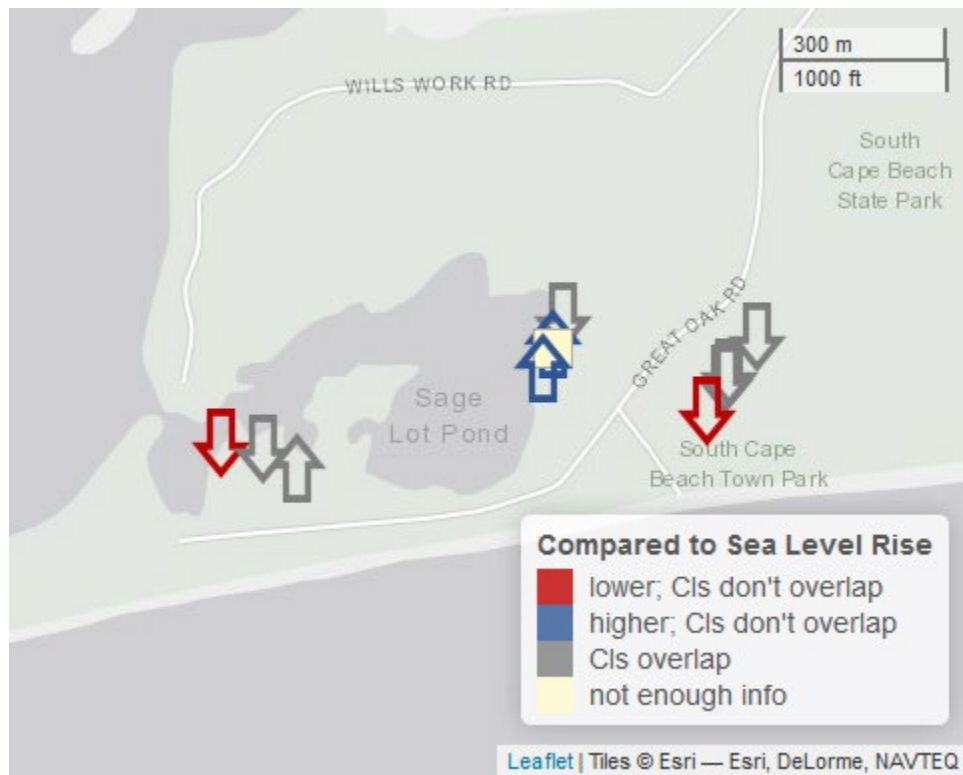 300 m
1000 ft
WILLS WORK RD
South
Cape Beach
State Park
GREAT OAK RD
Sage
Lot Pond
South Cape
Beach Town Park
Compared to Sea Level Rise
lower; CIs don't overlap
higher; CIs don't overlap
CIs overlap
not enough info
Leaflet | Tiles © Esri — Esri, DeLorme, NAVTEQ